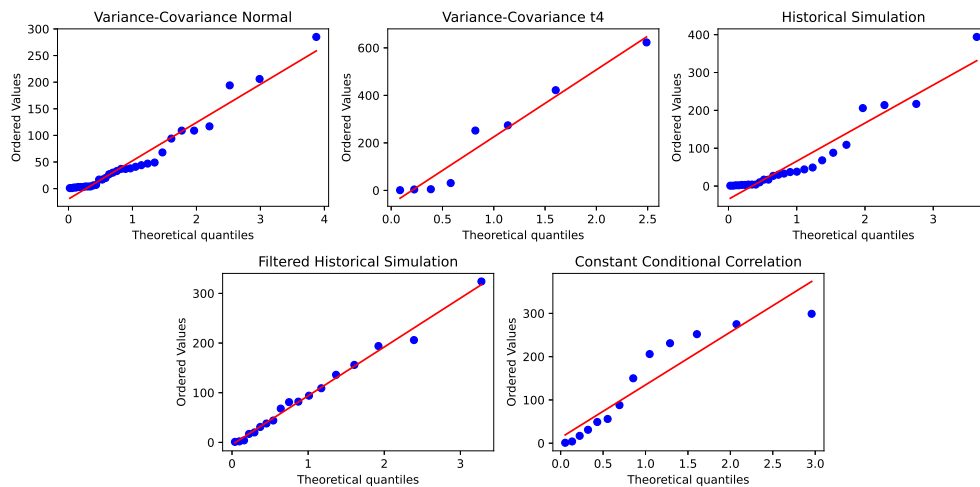 Variance-Covariance Normal
Ordered Values
300
250
200
150
100
50
0
0 1 2 3 4
Theoretical quantiles
Variance-Covariance t4
Ordered Values
600
400
200
0
0.0 0.5 1.0 1.5 2.0 2.5
Theoretical quantiles
Historical Simulation
Ordered Values
400
300
200
100
0
0 1 2 3
Theoretical quantiles
Filtered Historical Simulation
Ordered Values
300
200
100
0
0 1 2 3
Theoretical quantiles
Constant Conditional Correlation
Ordered Values
300
200
100
0
0.0 0.5 1.0 1.5 2.0 2.5 3.0
Theoretical quantiles